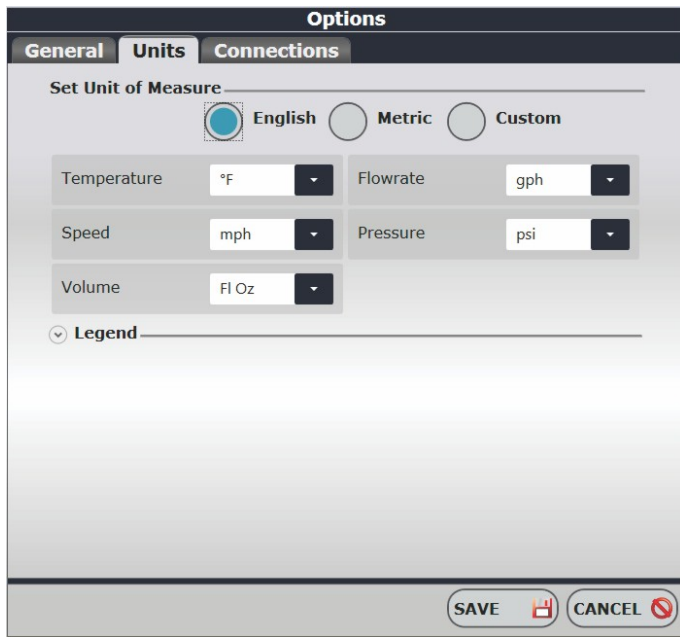 Options
General Units Connections
Set Unit of Measure
English Metric Custom
Temperature °F Flowrate gph
Speed mph Pressure psi
Volume Fl Oz
Legend
SAVE CANCEL